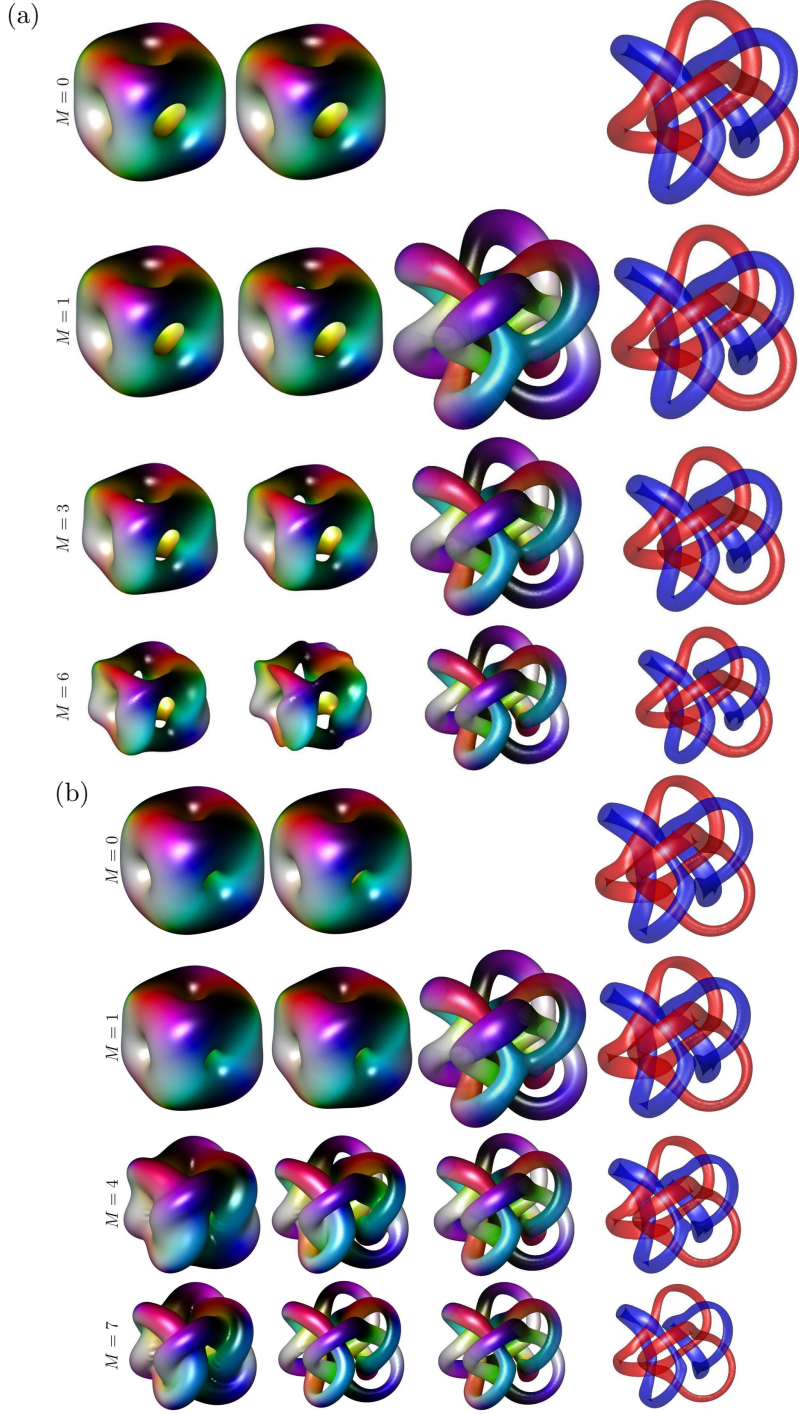 (a)
M = 0
M = 1
M = 3
M = 6
(b)
M = 0
M = 1
M = 4
M = 7